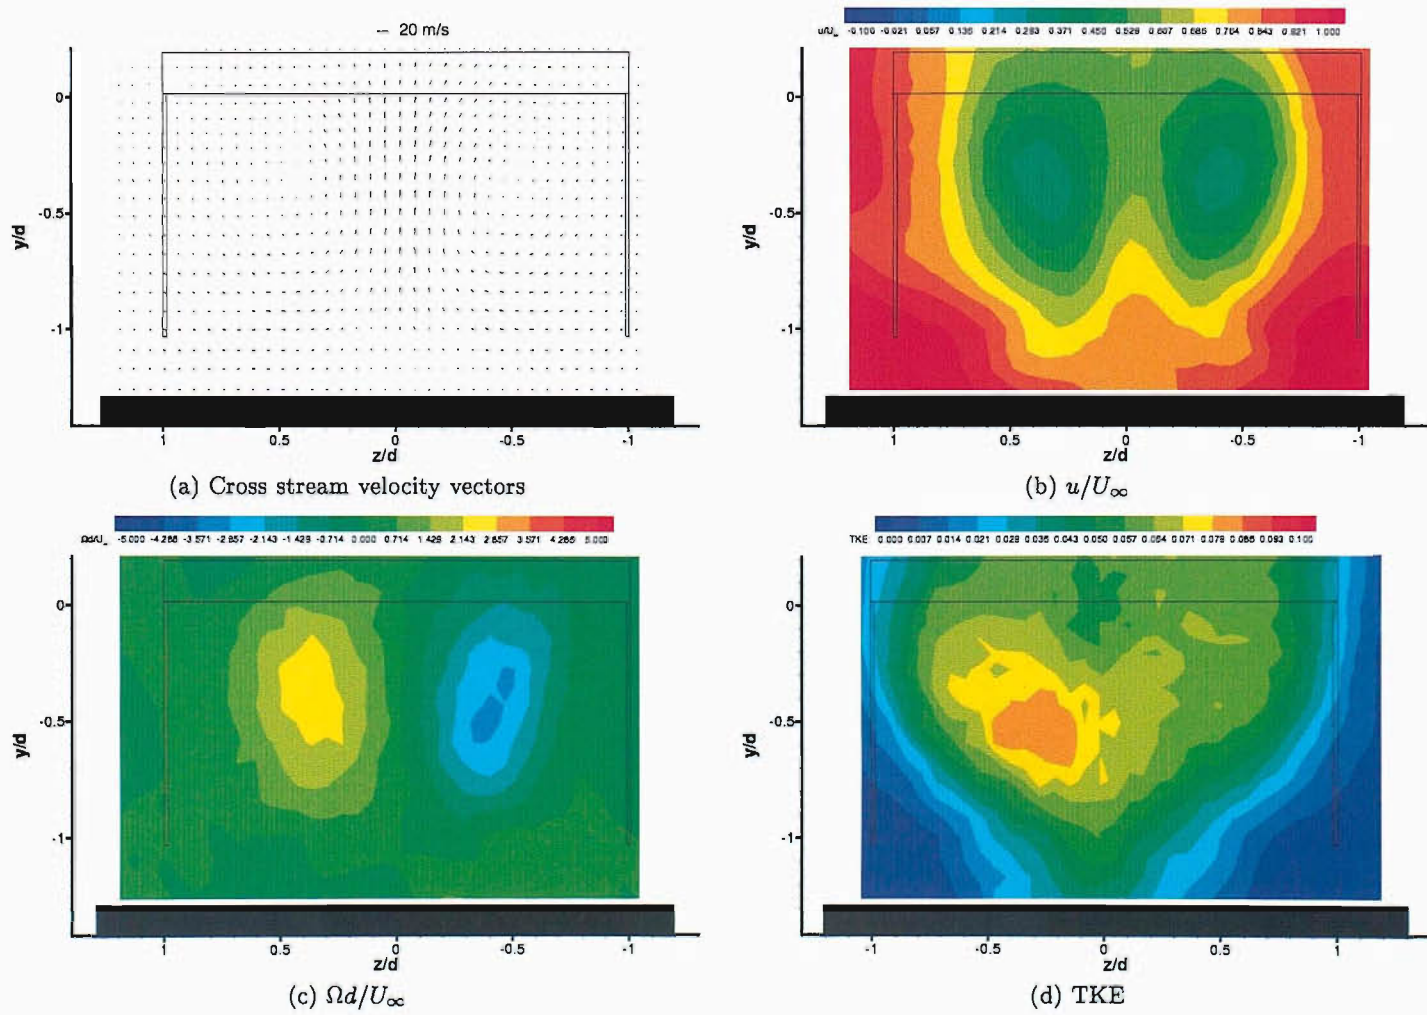 20 m/s
0
-0.5
-1
y/d
1 0.5 0 -0.5 -1
z/d
(a) Cross stream velocity vectors
u/U∞ -0.100 -0.021 0.057 0.136 0.214 0.293 0.371 0.450 0.529 0.607 0.686 0.764 0.843 0.921 1.000
0
-0.5
-1
y/d
1 0.5 0 -0.5 -1
z/d
(b) u/U∞
Ωd/U∞ -5.000 -4.286 -3.571 -2.857 -2.143 -1.429 -0.714 0.000 0.714 1.429 2.143 2.857 3.571 4.286 5.000
0
-0.5
-1
y/d
1 0.5 0 -0.5 -1
z/d
(c) Ωd/U∞
TKE 0.000 0.007 0.014 0.021 0.029 0.036 0.043 0.050 0.057 0.064 0.071 0.079 0.086 0.093 0.100
0
-0.5
-1
y/d
-1 -0.5 0 0.5 1
z/d
(d) TKE